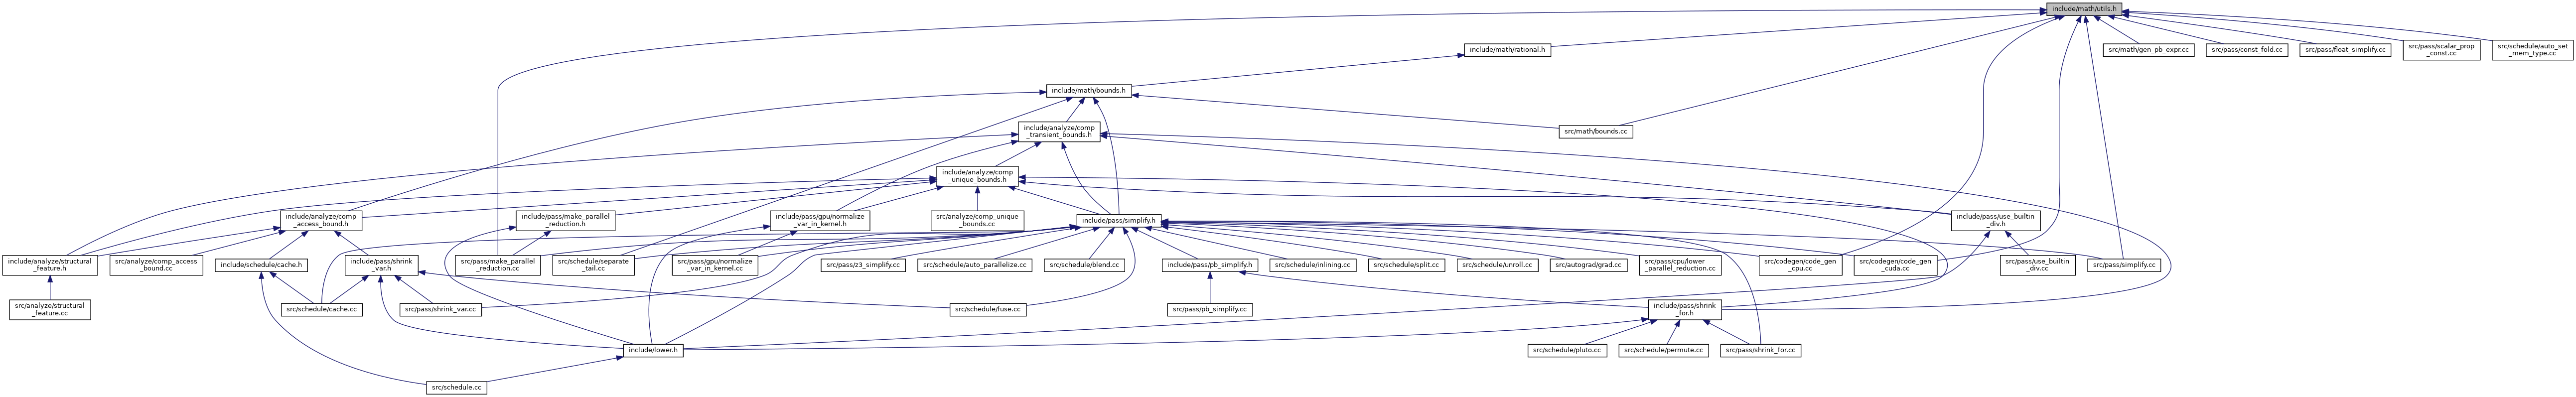 include/math/utils.h
include/math/rational.h
src/math/gen_pb_expr.cc
src/pass/const_fold.cc
src/pass/float_simplify.cc
src/pass/scalar_prop
_const.cc
src/schedule/auto_set
_mem_type.cc
include/math/bounds.h
include/analyze/comp
_transient_bounds.h
src/math/bounds.cc
include/analyze/comp
_unique_bounds.h
include/analyze/comp
_access_bound.h
include/pass/make_parallel
_reduction.h
include/pass/gpu/normalize
_var_in_kernel.h
src/analyze/comp_unique
_bounds.cc
include/pass/simplify.h
include/pass/use_builtin
_div.h
include/analyze/structural
_feature.h
src/analyze/comp_access
_bound.cc
include/schedule/cache.h
include/pass/shrink
_var.h
src/pass/make_parallel
_reduction.cc
src/schedule/separate
_tail.cc
src/pass/gpu/normalize
_var_in_kernel.cc
src/pass/z3_simplify.cc
src/schedule/auto_parallelize.cc
src/schedule/blend.cc
include/pass/pb_simplify.h
src/schedule/inlining.cc
src/schedule/split.cc
src/schedule/unroll.cc
src/autograd/grad.cc
src/pass/cpu/lower
_parallel_reduction.cc
src/codegen/code_gen
_cpu.cc
src/codegen/code_gen
_cuda.cc
src/pass/use_builtin
_div.cc
src/pass/simplify.cc
src/analyze/structural
_feature.cc
src/schedule/cache.cc
src/pass/shrink_var.cc
src/schedule/fuse.cc
src/pass/pb_simplify.cc
include/pass/shrink
_for.h
include/lower.h
src/schedule/pluto.cc
src/schedule/permute.cc
src/pass/shrink_for.cc
src/schedule.cc